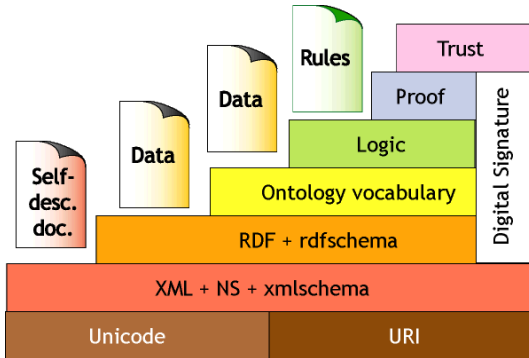 Rules
Trust
Data
Proof
Data
Logic
Self-
desc.
doc.
Ontology vocabulary
Digital Signature
RDF + rdfschema
XML + NS + xmlschema
Unicode
URI